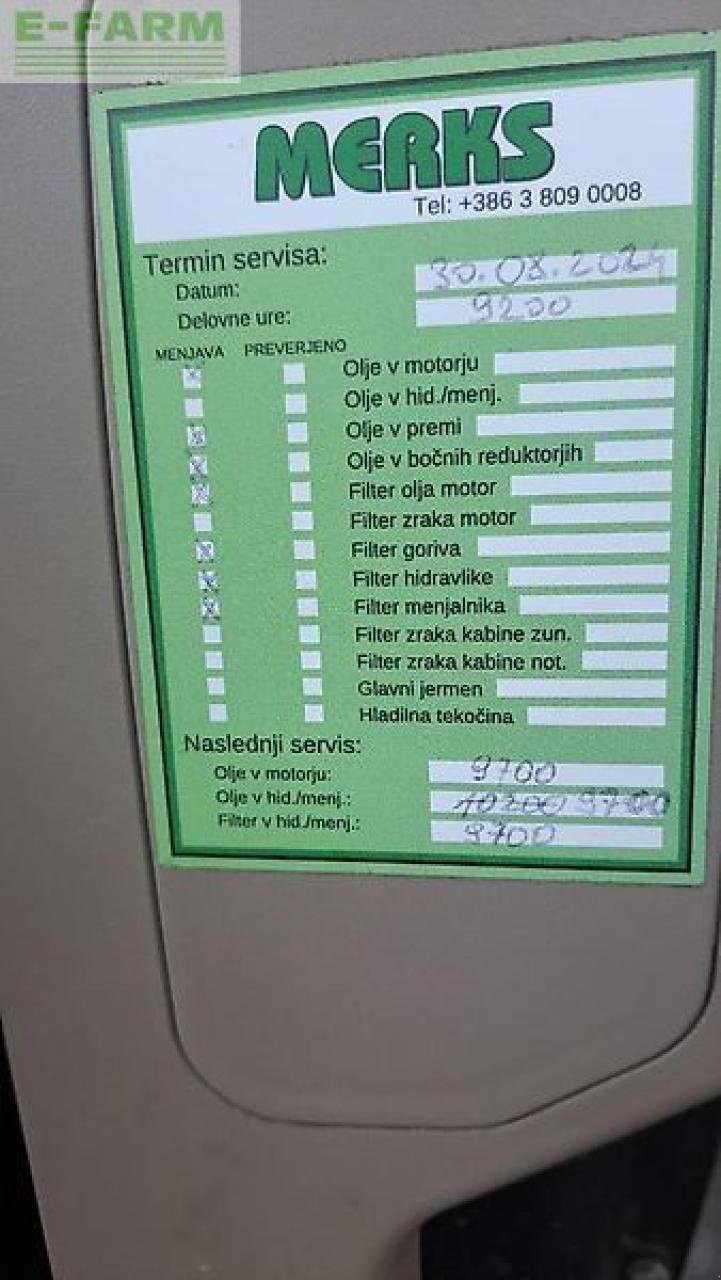 E-FARM
MERKS
Tel: +386 3 809 0008
Termin servisa:
Datum: 30.08.2024
Delovne ure: 9200
MENJAVA PREVERJENO
Olje v motorju
Olje v hid./menj.
Olje v premi
Olje v bočnih reduktorjih
Filter olja motor
Filter zraka motor
Filter goriva
Filter hidravlike
Filter menjalnika
Filter zraka kabine zun.
Filter zraka kabine not.
Glavni jermen
Hladilna tekočina
Naslednji servis:
Olje v motorju: 9700
Olje v hid./menj.: 10200 9700
Filter v hid./menj.: 9700